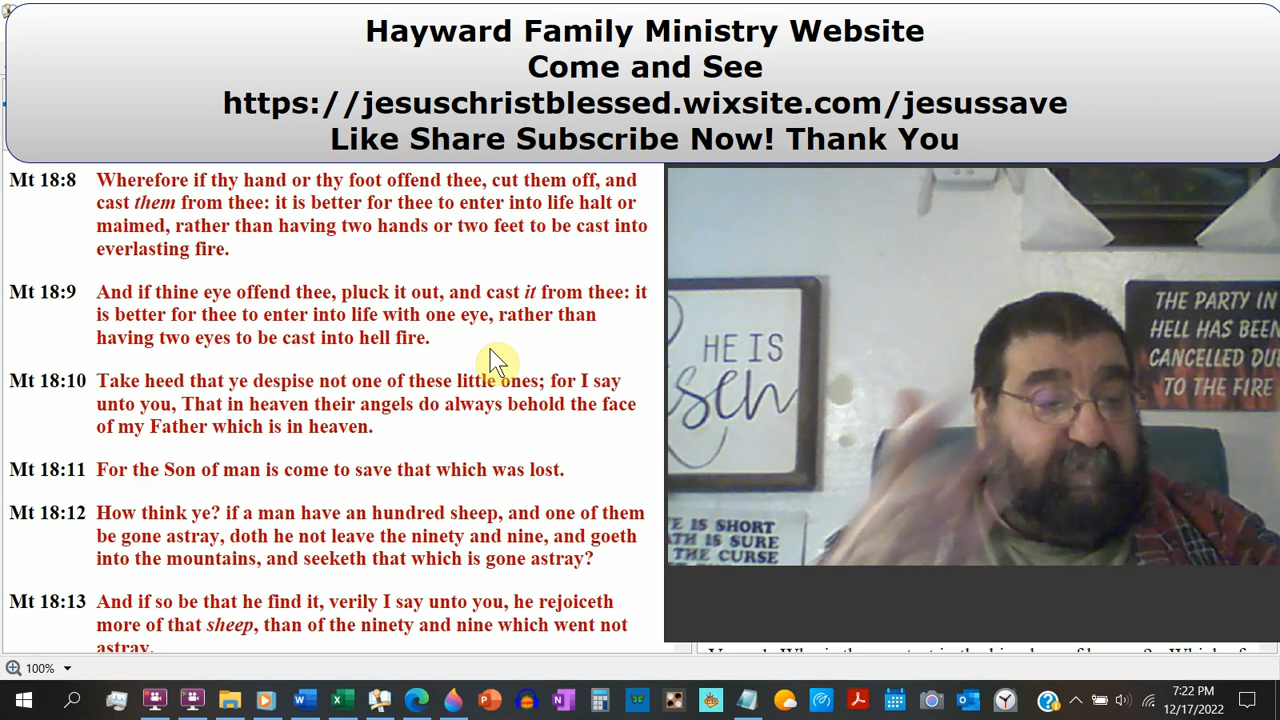 Hayward Family Ministry Website
Come and See
https://jesuschristblessed.wixsite.com/jesussave
Like Share Subscribe Now! Thank You
Mt 18:8 Wherefore if thy hand or thy foot offend thee, cut them off, and
cast them from thee: it is better for thee to enter into life halt or
maimed, rather than having two hands or two feet to be cast into
everlasting fire.
Mt 18:9 And if thine eye offend thee, pluck it out, and cast it from thee: it
is better for thee to enter into life with one eye, rather than
having two eyes to be cast into hell fire.
Mt 18:10 Take heed that ye despise not one of these little ones; for I say
unto you, That in heaven their angels do always behold the face
of my Father which is in heaven.
Mt 18:11 For the Son of man is come to save that which was lost.
Mt 18:12 How think ye? if a man have an hundred sheep, and one of them
be gone astray, doth he not leave the ninety and nine, and goeth
into the mountains, and seeketh that which is gone astray?
Mt 18:13 And if so be that he find it, verily I say unto you, he rejoiceth
more of that sheep, than of the ninety and nine which went not
astray.
HE IS
isen
THE PARTY IN
HELL HAS BEEN
CANCELLED DU
TO THE FIRE
E IS SHORT
TH IS SURE
THE CURSE
100%
7:22 PM
12/17/2022